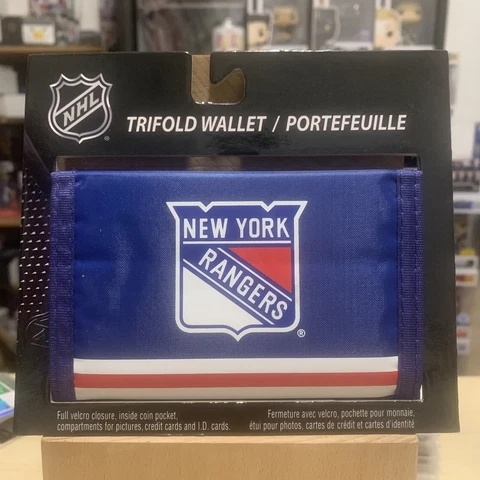 NHL
TRIFOLD WALLET / PORTEFEUILLE
NEW YORK
RANGERS
®
Full velcro closure, inside coin pocket,
compartments for pictures, credit cards and I.D. cards.
Fermeture avec velcro, pochette pour monnaie,
étui pour photos, cartes de crédit et cartes d'identité